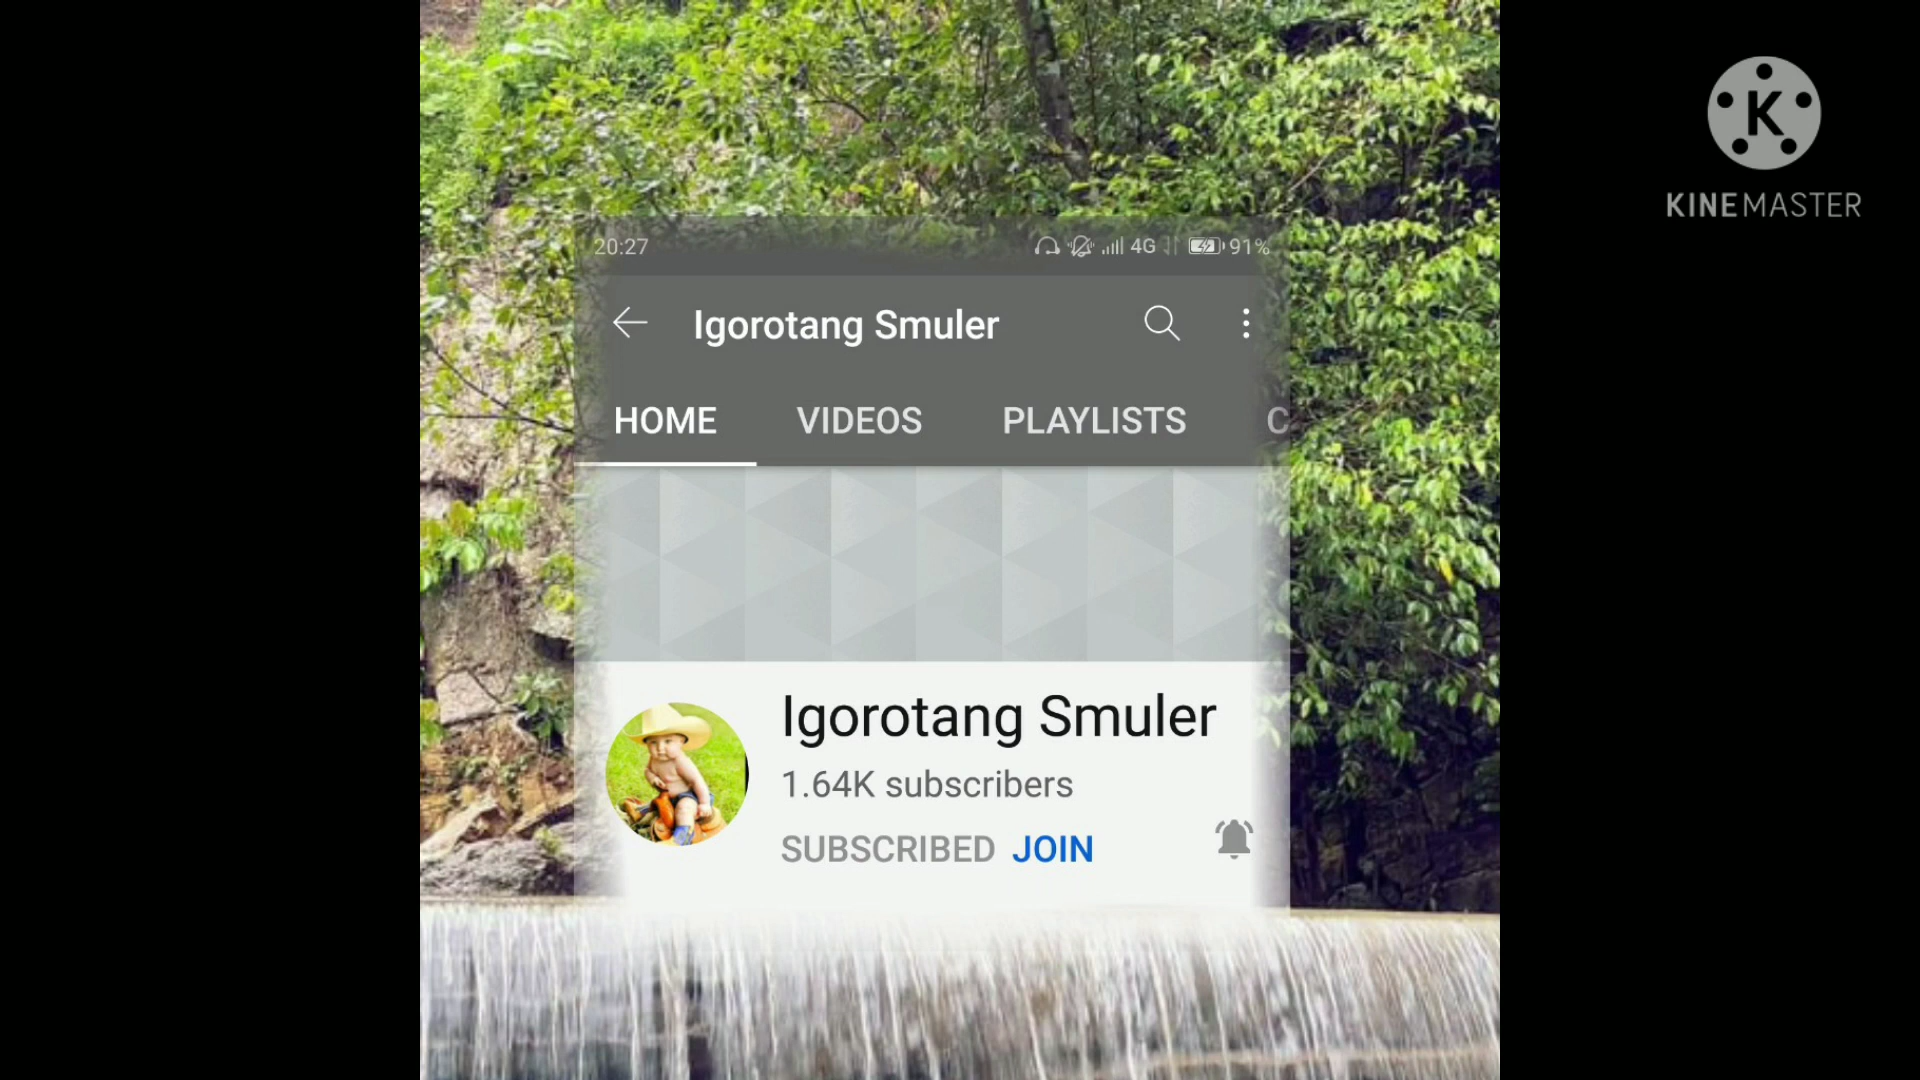 K
KINEMASTER
20:27 4G 91%
Igorotang Smuler
HOME VIDEOS PLAYLISTS C
Igorotang Smuler
1.64K subscribers
SUBSCRIBED JOIN